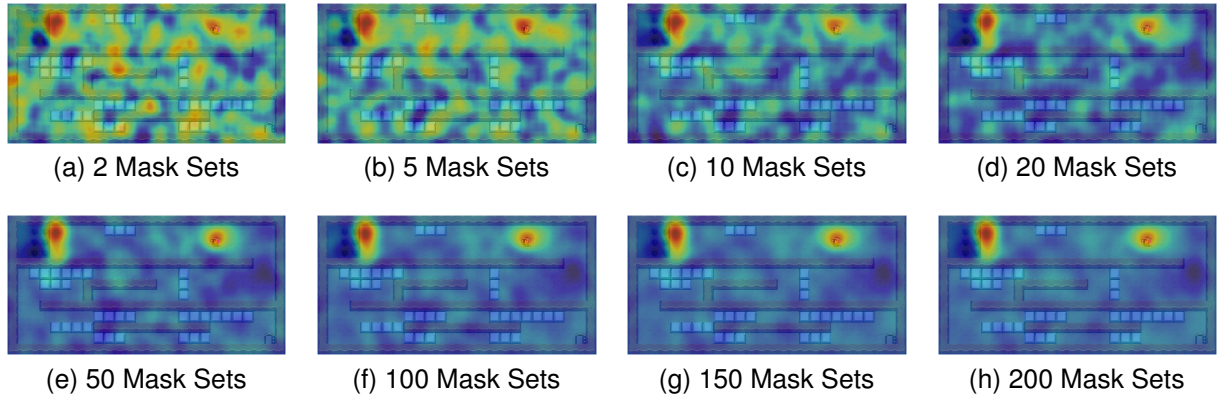 (a) 2 Mask Sets
(b) 5 Mask Sets
(c) 10 Mask Sets
(d) 20 Mask Sets
(e) 50 Mask Sets
(f) 100 Mask Sets
(g) 150 Mask Sets
(h) 200 Mask Sets